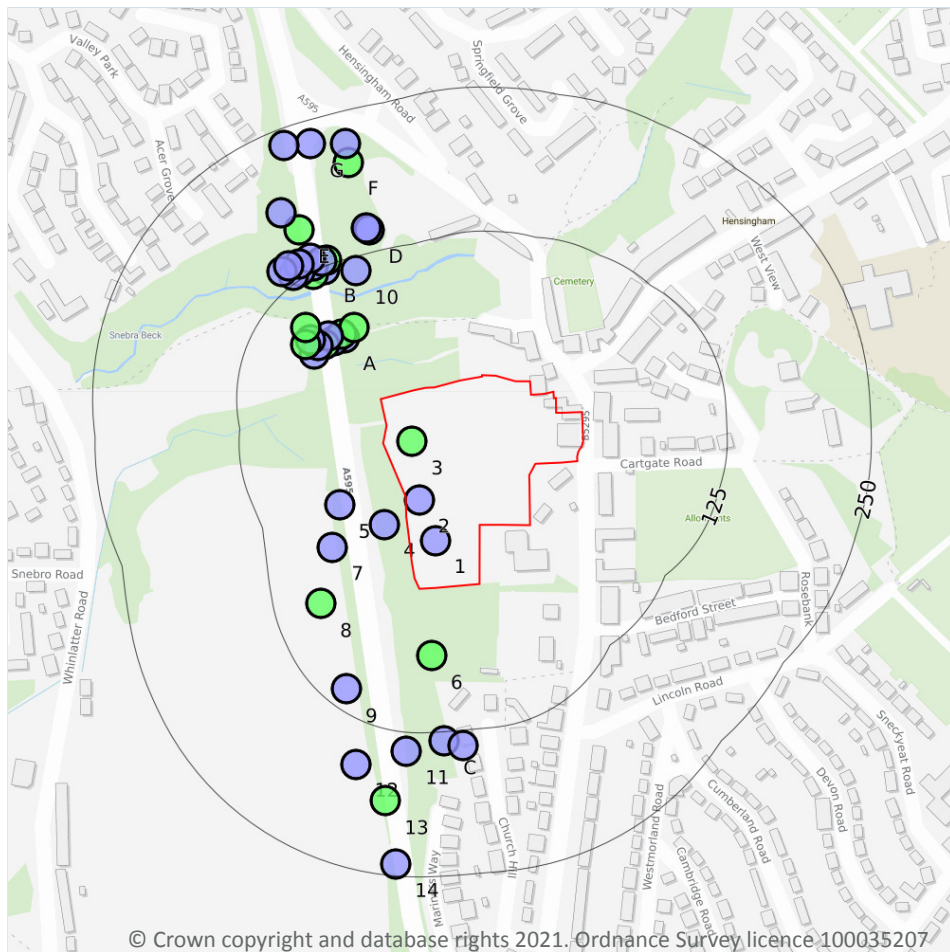 Valley Park
Hensingham Road
Springfield Grove
A595
Acer Grove
G
F
Hensingham
West View
E
D
B
10
Cemetery
Snebra Beck
A
B5295
3
Cartgate Road
A595
125
250
5
2
4
Allotments
1
7
Snebro Road
Rosebank
Whinlatter Road
8
Bedford Street
6
Lincoln Road
9
Sneckyeat Road
C
11
12
Devon Road
Cumberland Road
Westmorland Road
13
Church Hill
Cambridge Road
14
© Crown copyright and database rights 2021. Ordnance Survey licence 100035207